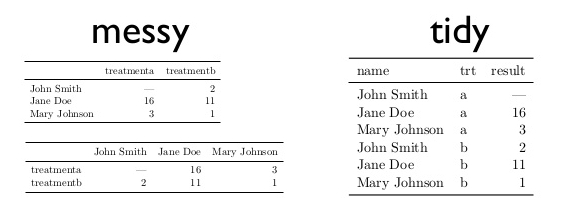 messy
treatmenta treatmentb
John Smith — 2
Jane Doe 16 11
Mary Johnson 3 1
John Smith Jane Doe Mary Johnson
treatmenta — 16 3
treatmentb 2 11 1
tidy
name trt result
John Smith a —
Jane Doe a 16
Mary Johnson a 3
John Smith b 2
Jane Doe b 11
Mary Johnson b 1